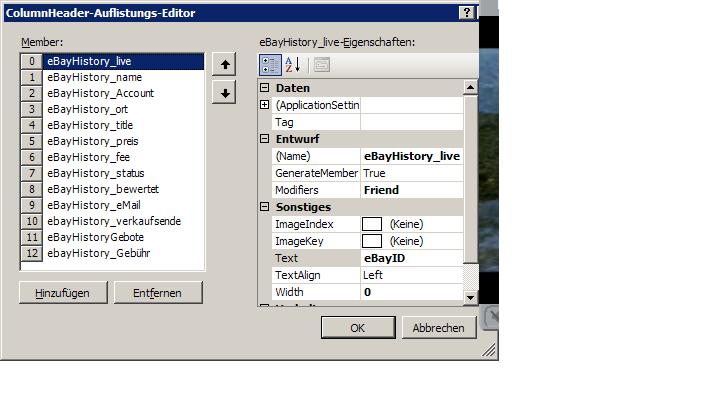 ColumnHeader-Auflistungs-Editor
?
Member:
0 eBayHistory_live
1 eBayHistory_name
2 eBayHistory_Account
3 eBayHistory_ort
4 eBayHistory_title
5 eBayHistory_preis
6 eBayHistory_fee
7 eBayHistory_status
8 eBayHistory_bewertet
9 eBayHistory_eMail
10 eBayHistory_verkaufsende
11 eBayHistoryGebote
12 ebayHistory_Gebühr
Hinzufügen
Entfernen
eBayHistory_live-Eigenschaften:
Daten
(ApplicationSettin
Tag
Entwurf
(Name) eBayHistory_live
GenerateMember True
Modifiers Friend
Sonstiges
ImageIndex (Keine)
ImageKey (Keine)
Text eBayID
TextAlign Left
Width 0
OK
Abbrechen